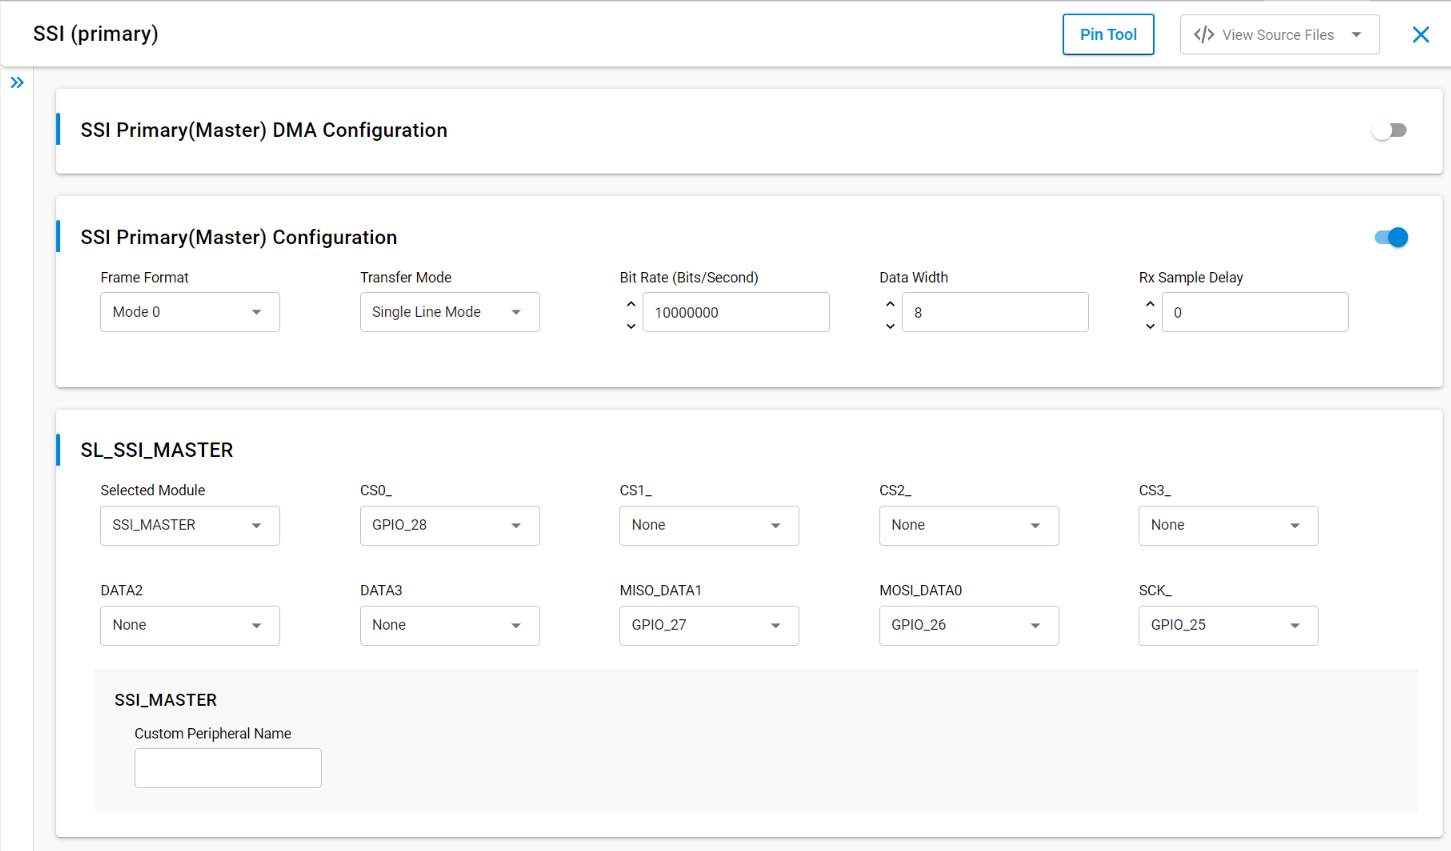 SSI (primary)
Pin Tool
</> View Source Files
SSI Primary(Master) DMA Configuration
SSI Primary(Master) Configuration
Frame Format Transfer Mode Bit Rate (Bits/Second) Data Width Rx Sample Delay
Mode 0 Single Line Mode 10000000 8 0
SL_SSI_MASTER
Selected Module CS0_ CS1_ CS2_ CS3_
SSI_MASTER GPIO_28 None None None
DATA2 DATA3 MISO_DATA1 MOSI_DATA0 SCK_
None None GPIO_27 GPIO_26 GPIO_25
SSI_MASTER
Custom Peripheral Name